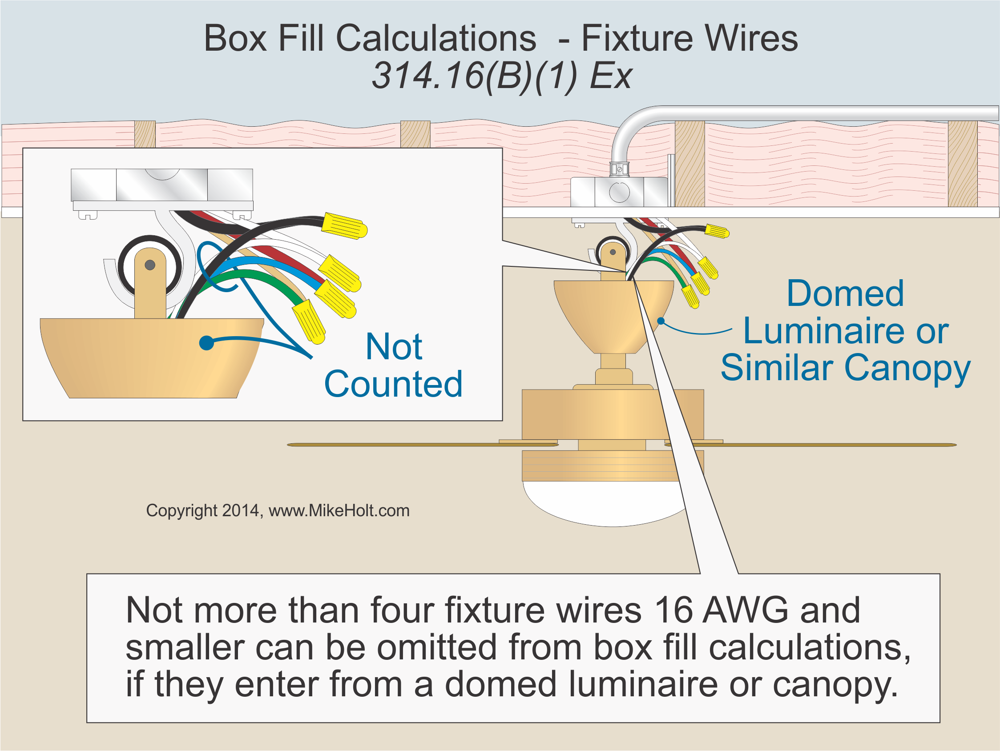 Box Fill Calculations - Fixture Wires
314.16(B)(1) Ex
Not
Counted
Domed
Luminaire or
Similar Canopy
Copyright 2014, www.MikeHolt.com
Not more than four fixture wires 16 AWG and
smaller can be omitted from box fill calculations,
if they enter from a domed luminaire or canopy.